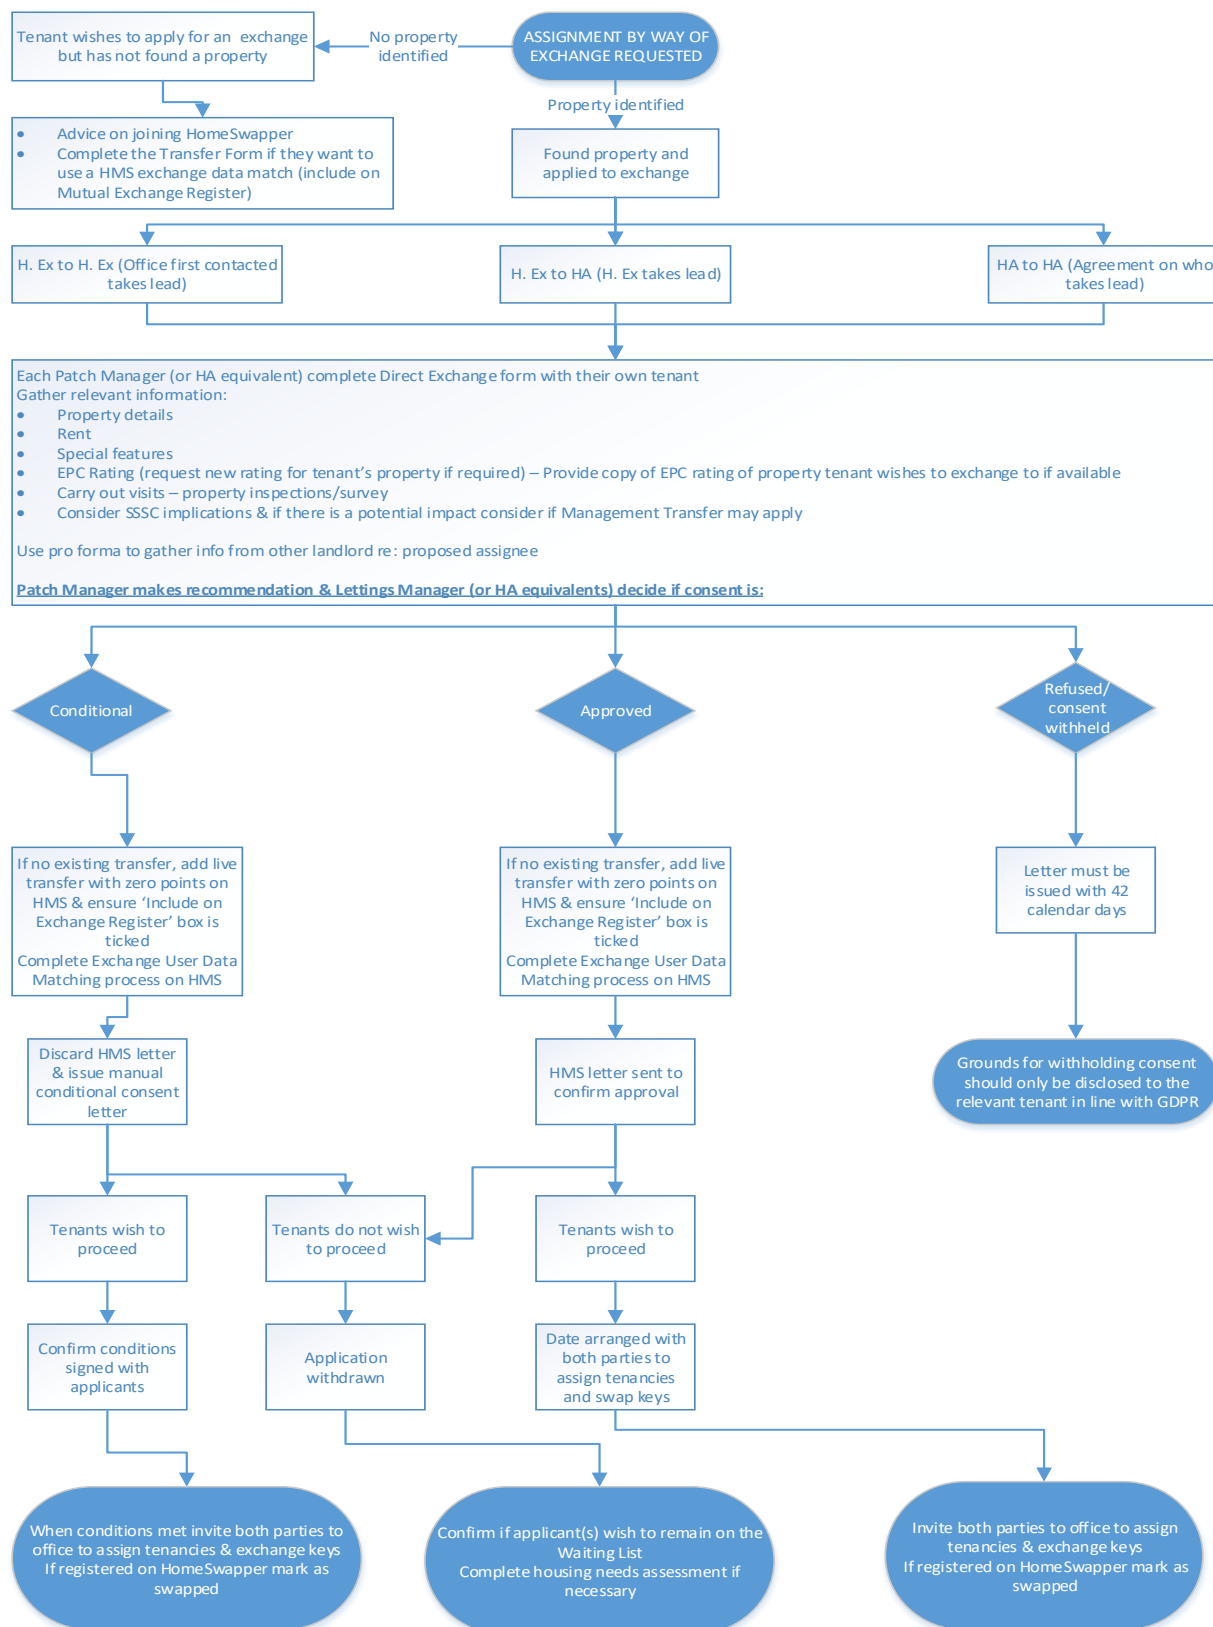 Tenant wishes to apply for an exchange
but has not found a property
No property
identified
ASSIGNMENT BY WAY OF
EXCHANGE REQUESTED
Property identified
• Advice on joining HomeSwapper
• Complete the Transfer Form if they want to
use a HMS exchange data match (include on
Mutual Exchange Register)
Found property and
applied to exchange
H. Ex to H. Ex (Office first contacted
takes lead)
H. Ex to HA (H. Ex takes lead)
HA to HA (Agreement on who
takes lead)
Each Patch Manager (or HA equivalent) complete Direct Exchange form with their own tenant
Gather relevant information:
• Property details
• Rent
• Special features
• EPC Rating (request new rating for tenant’s property if required) – Provide copy of EPC rating of property tenant wishes to exchange to if available
• Carry out visits – property inspections/survey
• Consider SSSC implications & if there is a potential impact consider if Management Transfer may apply
Use pro forma to gather info from other landlord re: proposed assignee
Patch Manager makes recommendation & Lettings Manager (or HA equivalents) decide if consent is:
Conditional
Approved
Refused/
consent
withheld
If no existing transfer, add live
transfer with zero points on
HMS & ensure ‘Include on
Exchange Register’ box is
ticked
Complete Exchange User Data
Matching process on HMS
If no existing transfer, add live
transfer with zero points on
HMS & ensure ‘Include on
Exchange Register’ box is
ticked
Complete Exchange User Data
Matching process on HMS
Letter must be
issued with 42
calendar days
Discard HMS letter
& issue manual
conditional consent
letter
HMS letter sent to
confirm approval
Grounds for withholding consent
should only be disclosed to the
relevant tenant in line with GDPR
Tenants wish to
proceed
Tenants do not wish
to proceed
Tenants wish to
proceed
Confirm conditions
signed with
applicants
Application
withdrawn
Date arranged with
both parties to
assign tenancies
and swap keys
When conditions met invite both parties to
office to assign tenancies & exchange keys
If registered on HomeSwapper mark as
swapped
Confirm if applicant(s) wish to remain on the
Waiting List
Complete housing needs assessment if
necessary
Invite both parties to office to assign
tenancies & exchange keys
If registered on HomeSwapper mark as
swapped